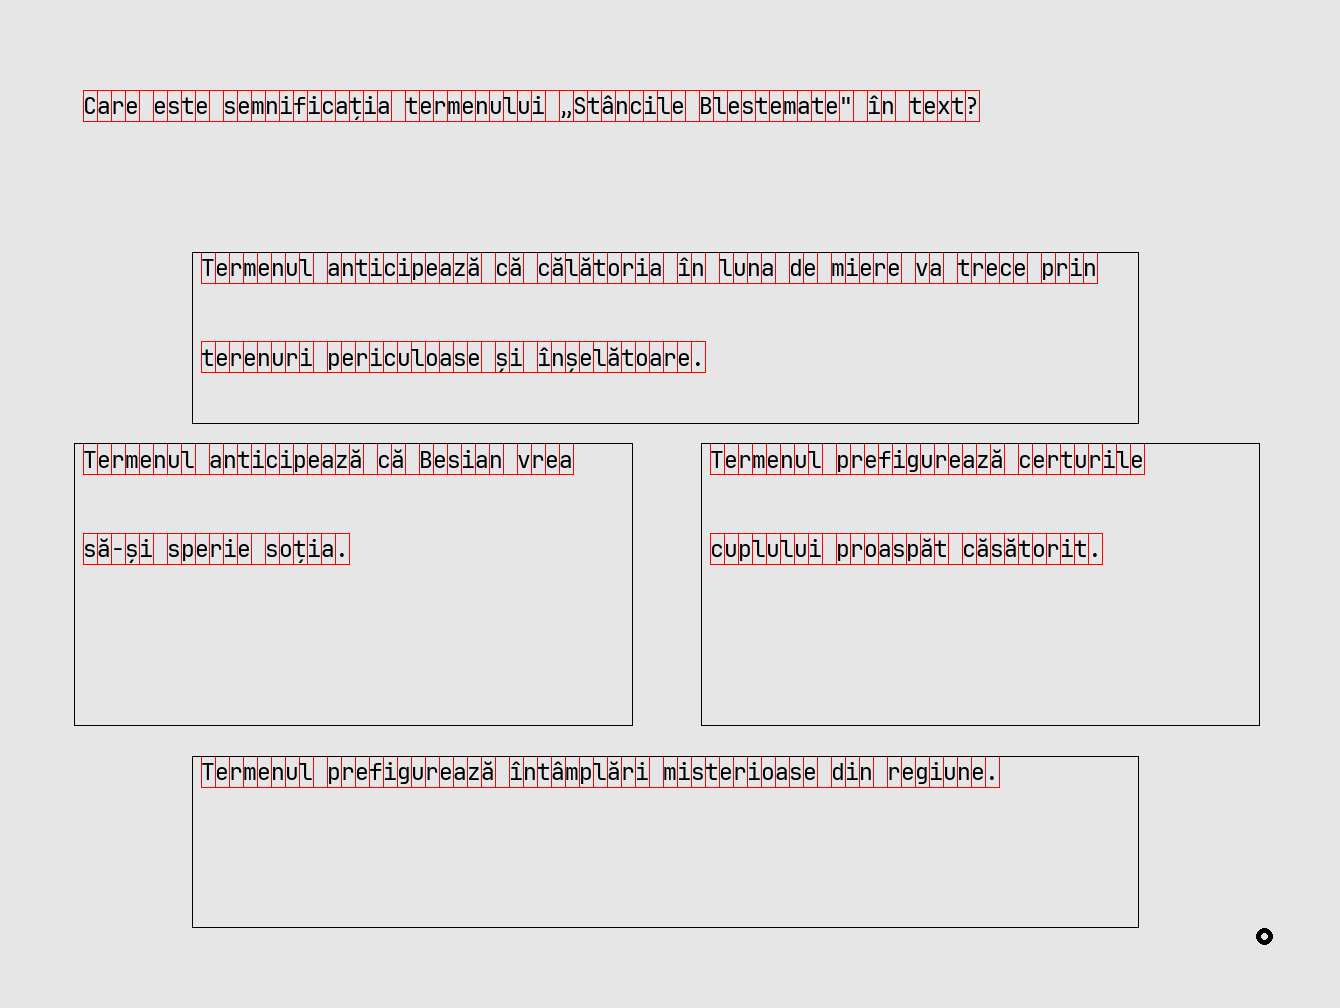 Care este semnificația termenului „Stâncile Blestemate" în text?
Termenul anticipează că călătoria în luna de miere va trece prin
terenuri periculoase și înșelătoare.
Termenul anticipează că Besian vrea
să-și sperie soția.
Termenul prefigurează certurile
cuplului proaspăt căsătorit.
Termenul prefigurează întâmplări misterioase din regiune.